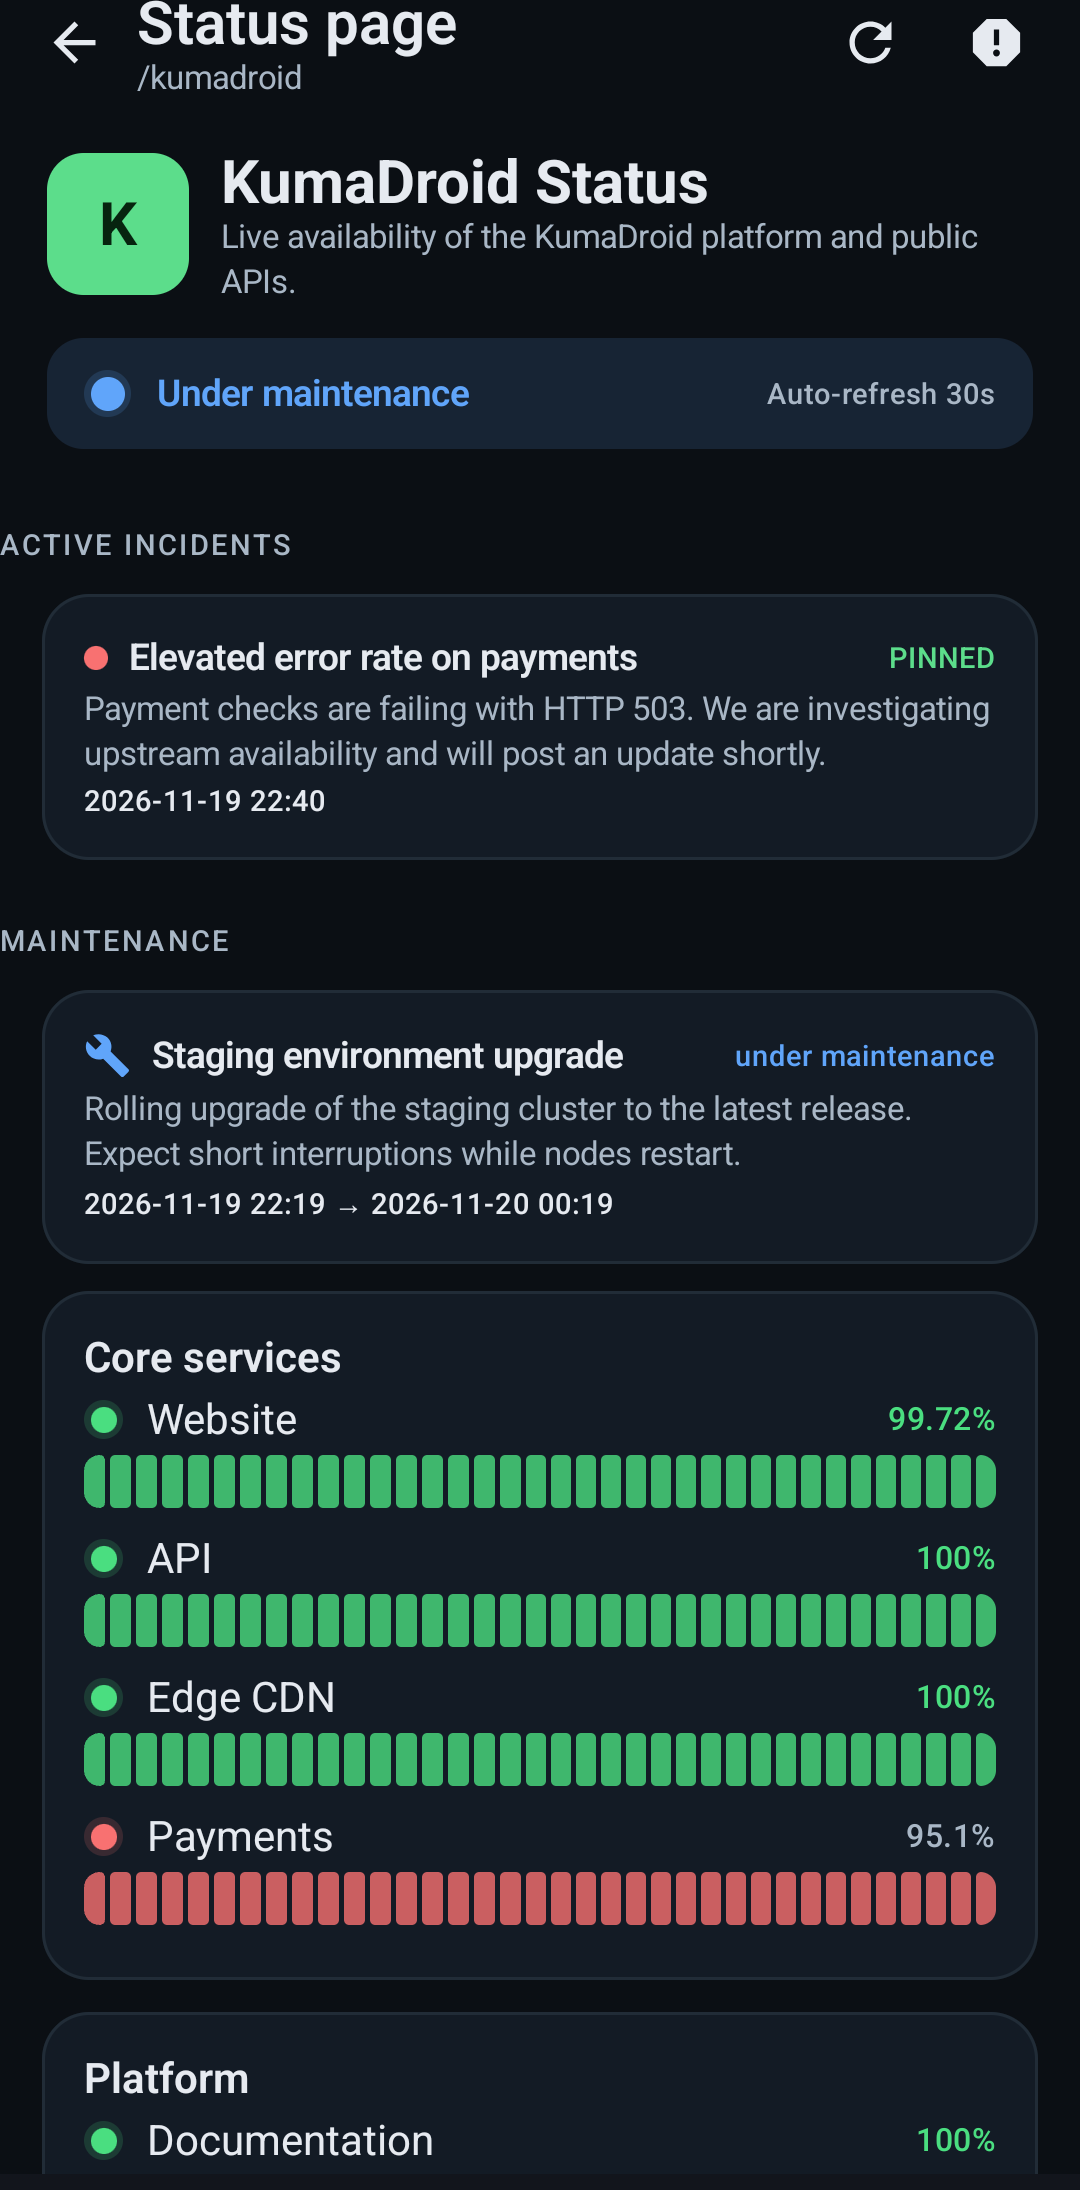 Status page
/kumadroid
K
KumaDroid Status
Live availability of the KumaDroid platform and public
APIs.
Under maintenance
Auto-refresh 30s
ACTIVE INCIDENTS
Elevated error rate on payments
PINNED
Payment checks are failing with HTTP 503. We are investigating
upstream availability and will post an update shortly.
2026-11-19 22:40
MAINTENANCE
Staging environment upgrade
under maintenance
Rolling upgrade of the staging cluster to the latest release.
Expect short interruptions while nodes restart.
2026-11-19 22:19 → 2026-11-20 00:19
Core services
Website
99.72%
API
100%
Edge CDN
100%
Payments
95.1%
Platform
Documentation
100%